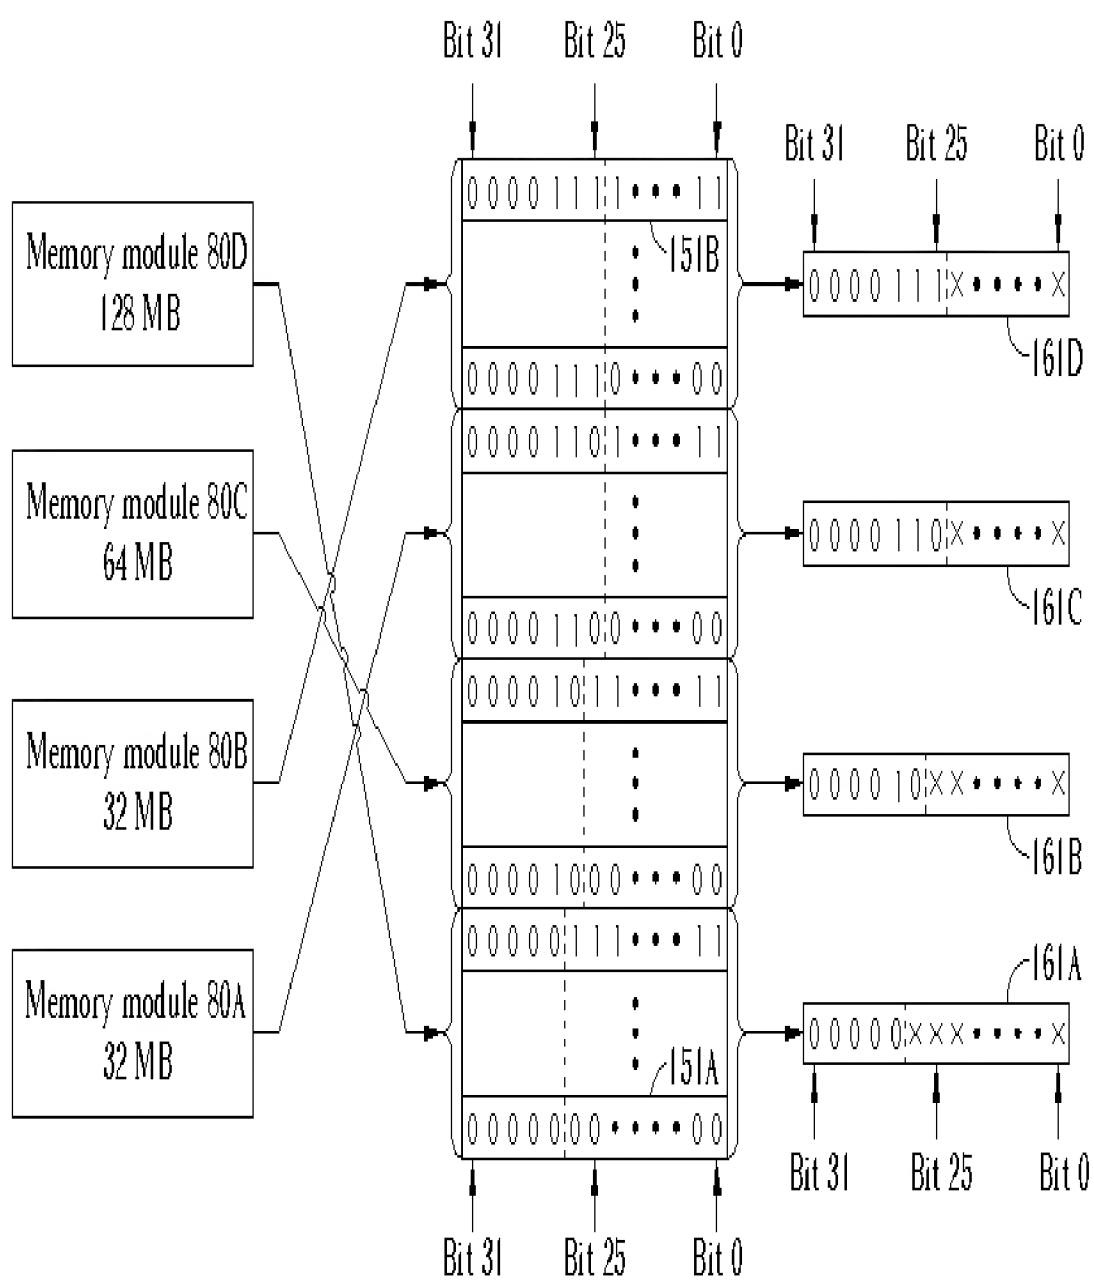 Bit 31 Bit 25 Bit 0
Bit 31 Bit 25 Bit 0
0 0 0 0 1 1 1 1 • • • 1 1
151B
Memory module 80D
128 MB
0 0 0 0 1 1 1 X • • • • X
161D
0 0 0 0 1 1 1 0 • • • 0 0
0 0 0 0 1 1 0 1 • • • 1 1
Memory module 80C
64 MB
0 0 0 0 1 1 0 X • • • • X
161C
0 0 0 0 1 1 0 0 • • • 0 0
0 0 0 0 1 0 1 1 • • • 1 1
Memory module 80B
32 MB
0 0 0 0 1 0 X X • • • • X
161B
0 0 0 0 1 0 0 0 • • • 0 0
0 0 0 0 0 1 1 1 • • • 1 1
161A
Memory module 80A
32 MB
0 0 0 0 0 X X X • • • • X
151A
0 0 0 0 0 0 0 • • • • 0 0
Bit 31 Bit 25 Bit 0
Bit 31 Bit 25 Bit 0